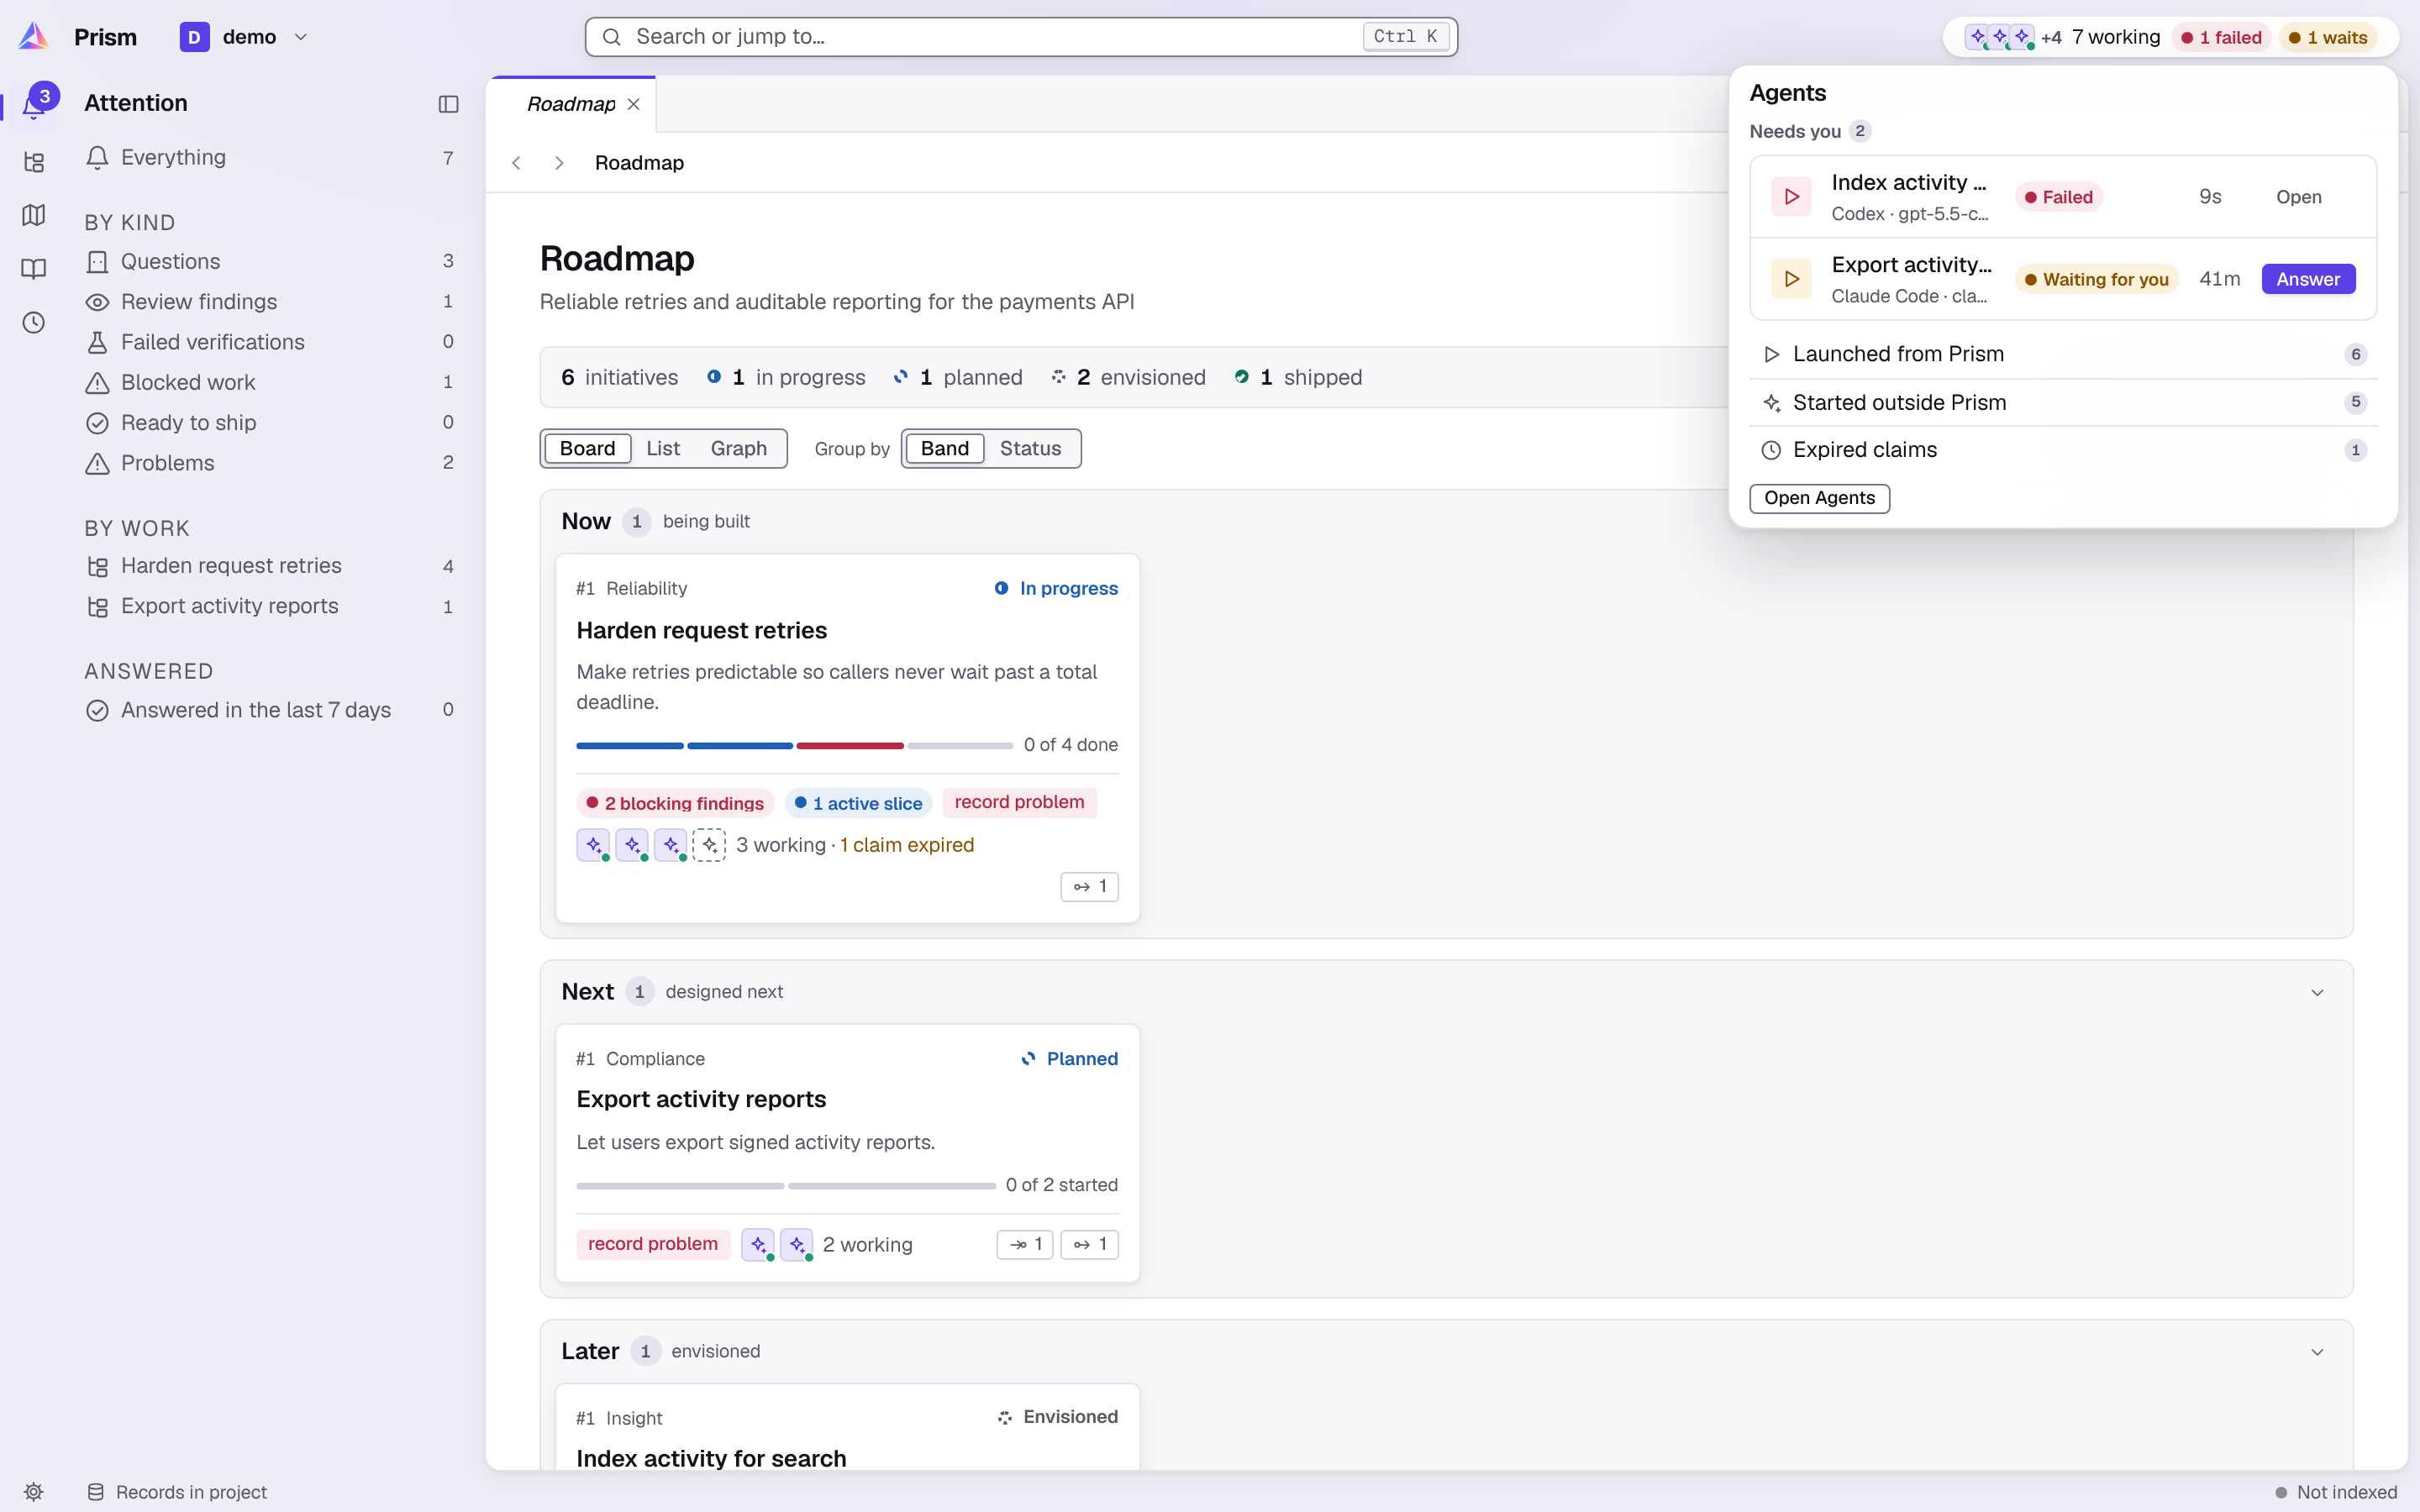 Prism
D demo
Search or jump to...
Ctrl K
+4 7 working
1 failed
1 waits
3
Attention
Everything 7
BY KIND
Questions 3
Review findings 1
Failed verifications 0
Blocked work 1
Ready to ship 0
Problems 2
BY WORK
Harden request retries 4
Export activity reports 1
ANSWERED
Answered in the last 7 days 0
Records in project
Roadmap
Roadmap
Roadmap
Reliable retries and auditable reporting for the payments API
6 initiatives 1 in progress 1 planned 2 envisioned 1 shipped
Board List Graph Group by Band Status
Now 1 being built
#1 Reliability In progress
Harden request retries
Make retries predictable so callers never wait past a total
deadline.
0 of 4 done
2 blocking findings 1 active slice record problem
3 working · 1 claim expired
1
Next 1 designed next
#1 Compliance Planned
Export activity reports
Let users export signed activity reports.
0 of 2 started
record problem 2 working 1 1
Later 1 envisioned
#1 Insight Envisioned
Index activity for search
Agents
Needs you 2
Index activity ... Failed 9s Open
Codex · gpt-5.5-c...
Export activity... Waiting for you 41m Answer
Claude Code · cla...
Launched from Prism 6
Started outside Prism 5
Expired claims 1
Open Agents
Not indexed